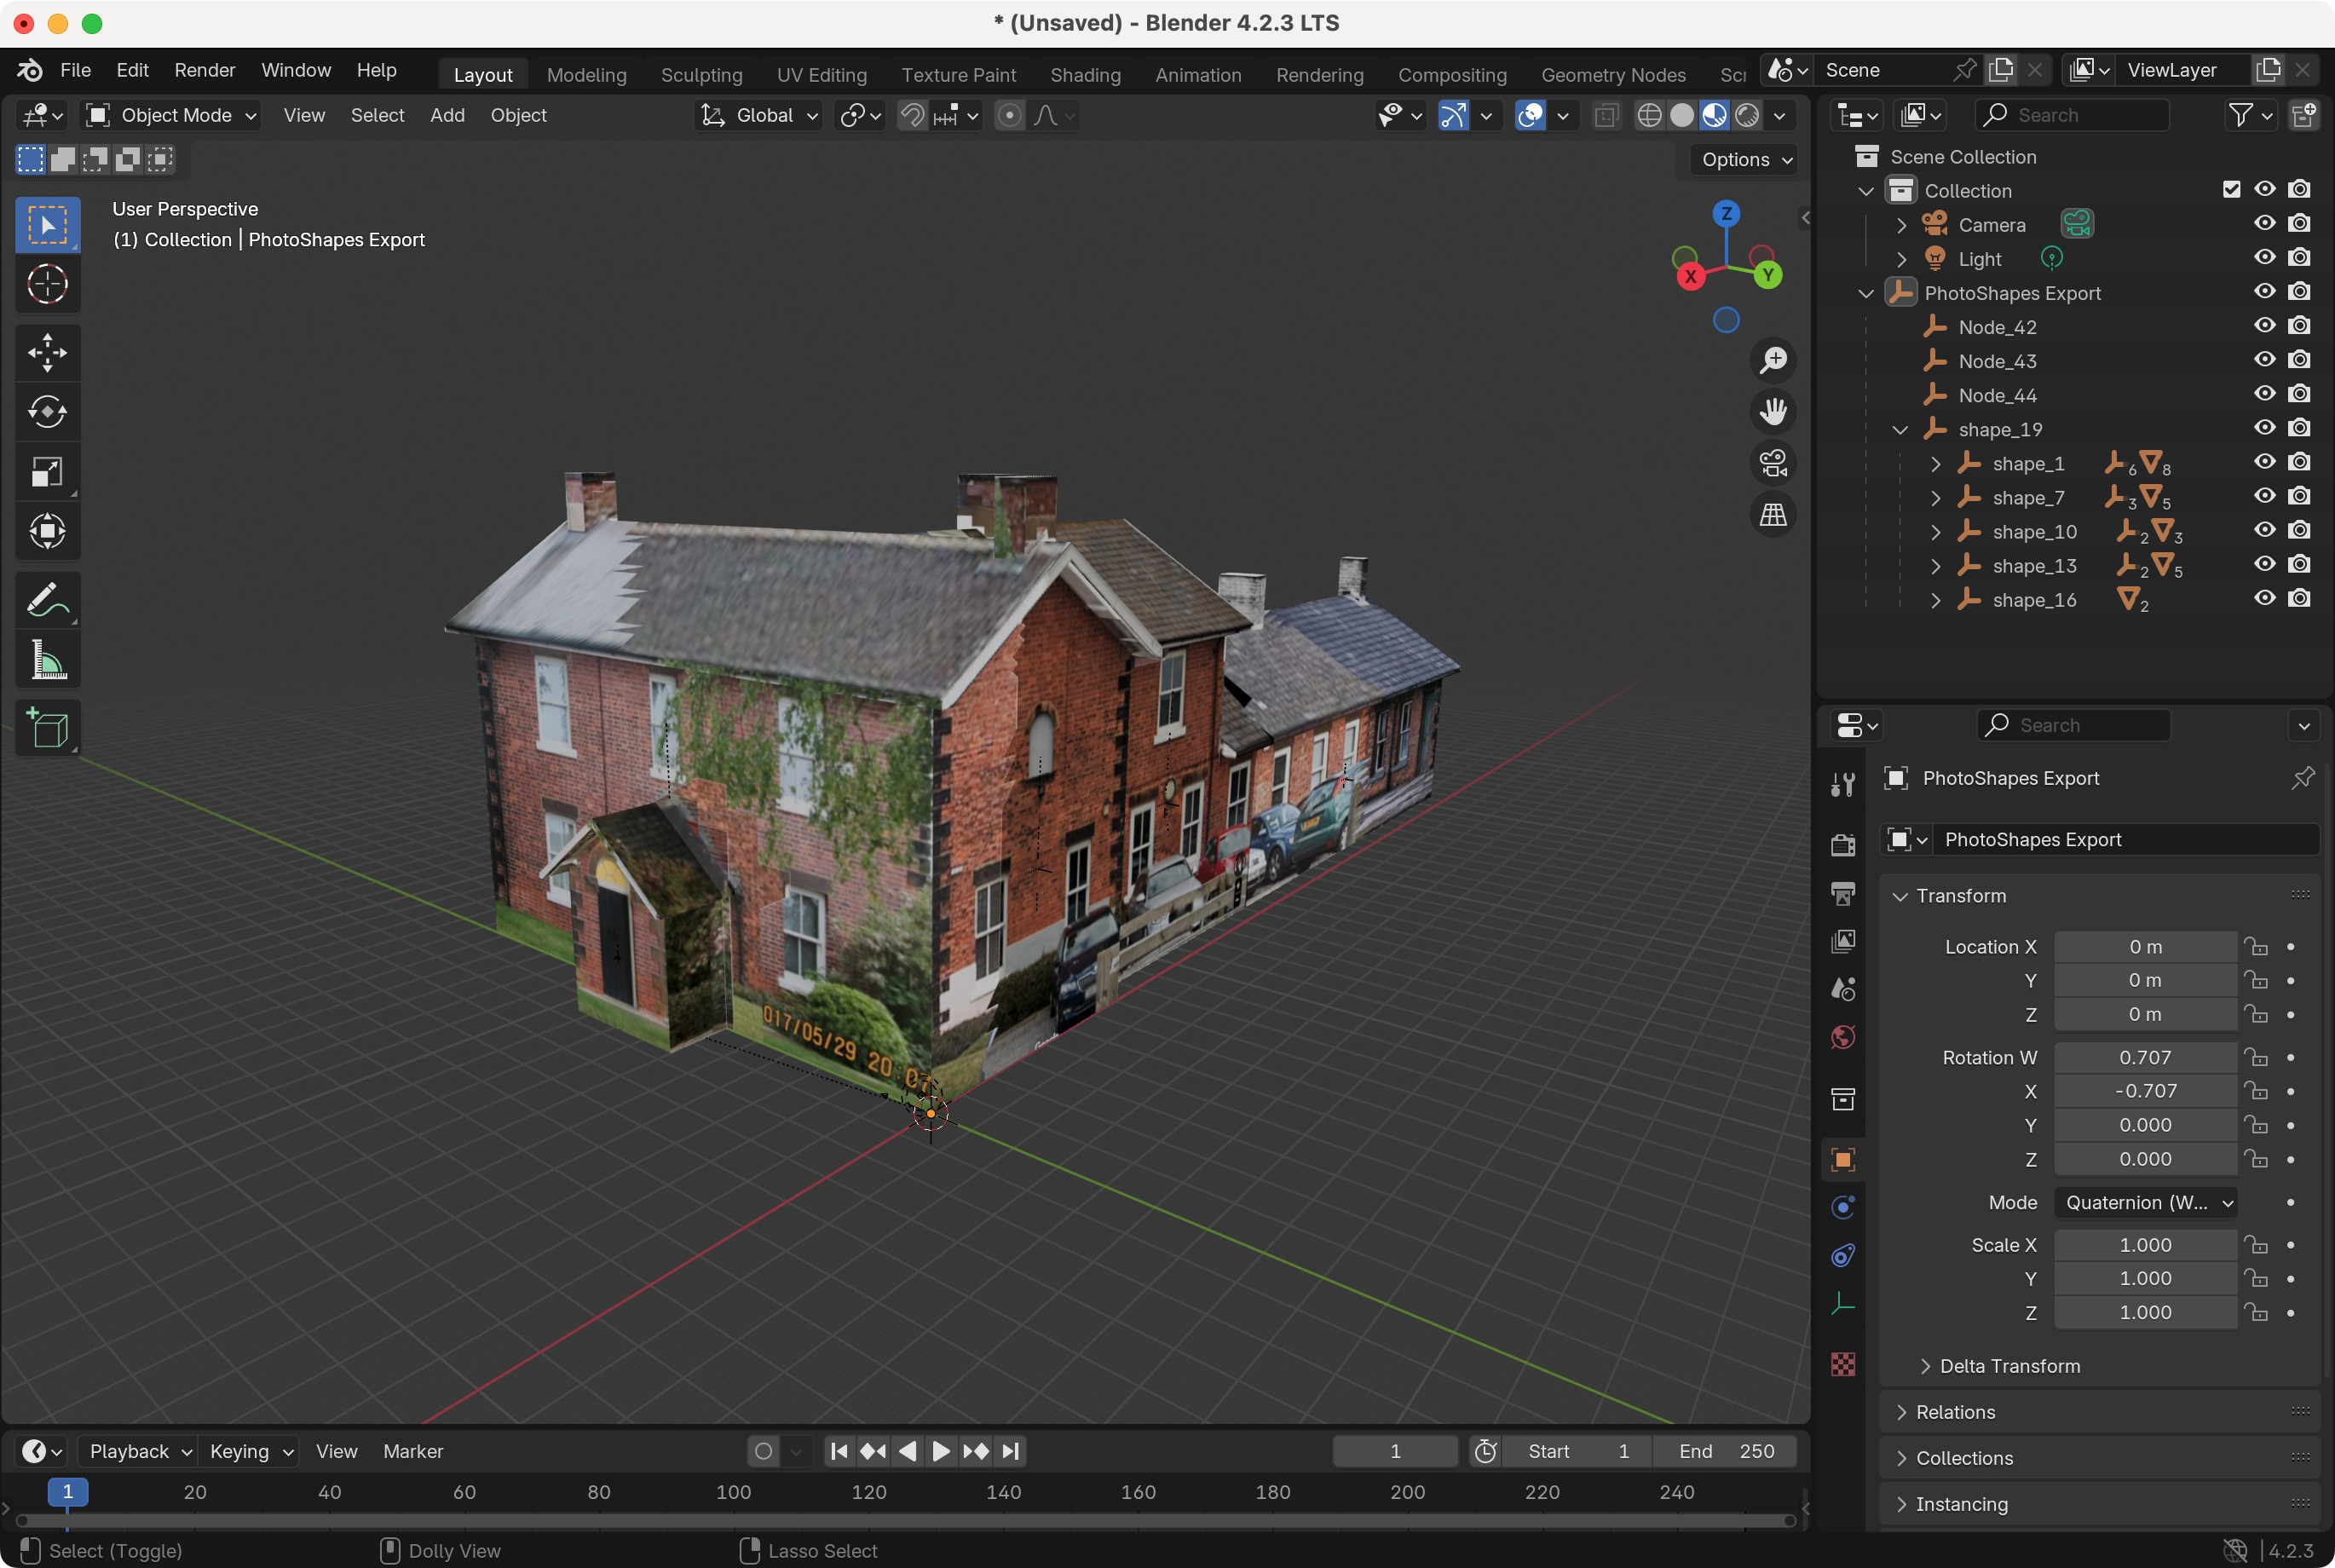 * (Unsaved) - Blender 4.2.3 LTS
File Edit Render Window Help Layout Modeling Sculpting UV Editing Texture Paint Shading Animation Rendering Compositing Geometry Nodes Scr Scene ViewLayer
Object Mode View Select Add Object Global Search
Options
User Perspective
(1) Collection | PhotoShapes Export
Z
X
Y
Scene Collection
Collection
Camera
Light
PhotoShapes Export
Node_42
Node_43
Node_44
shape_19
shape_1 6 8
shape_7 3 5
shape_10 2 3
shape_13 2 5
shape_16 2
017/05/29 20:07
Search
PhotoShapes Export
PhotoShapes Export
Transform
Location X 0 m
Y 0 m
Z 0 m
Rotation W 0.707
X -0.707
Y 0.000
Z 0.000
Mode Quaternion (W...
Scale X 1.000
Y 1.000
Z 1.000
Delta Transform
Relations
Collections
Instancing
Playback Keying View Marker 1 Start 1 End 250
1 20 40 60 80 100 120 140 160 180 200 220 240
Select (Toggle) Dolly View Lasso Select 4.2.3